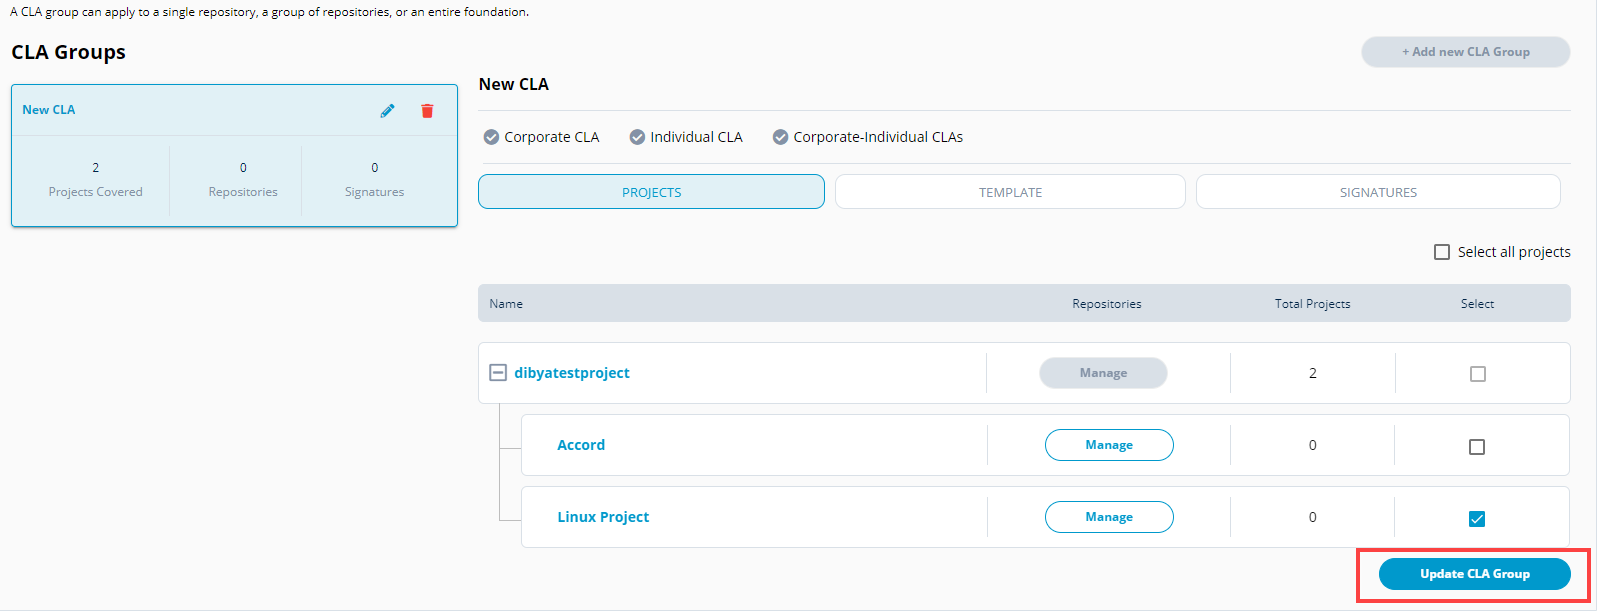 A CLA group can apply to a single repository, a group of repositories, or an entire foundation.
CLA Groups
+ Add new CLA Group
New CLA
New CLA
Corporate CLA Individual CLA Corporate-Individual CLAs
2 0 0
Projects Covered Repositories Signatures
PROJECTS TEMPLATE SIGNATURES
Select all projects
Name Repositories Total Projects Select
dibyatestproject Manage 2
Accord Manage 0
Linux Project Manage 0
Update CLA Group